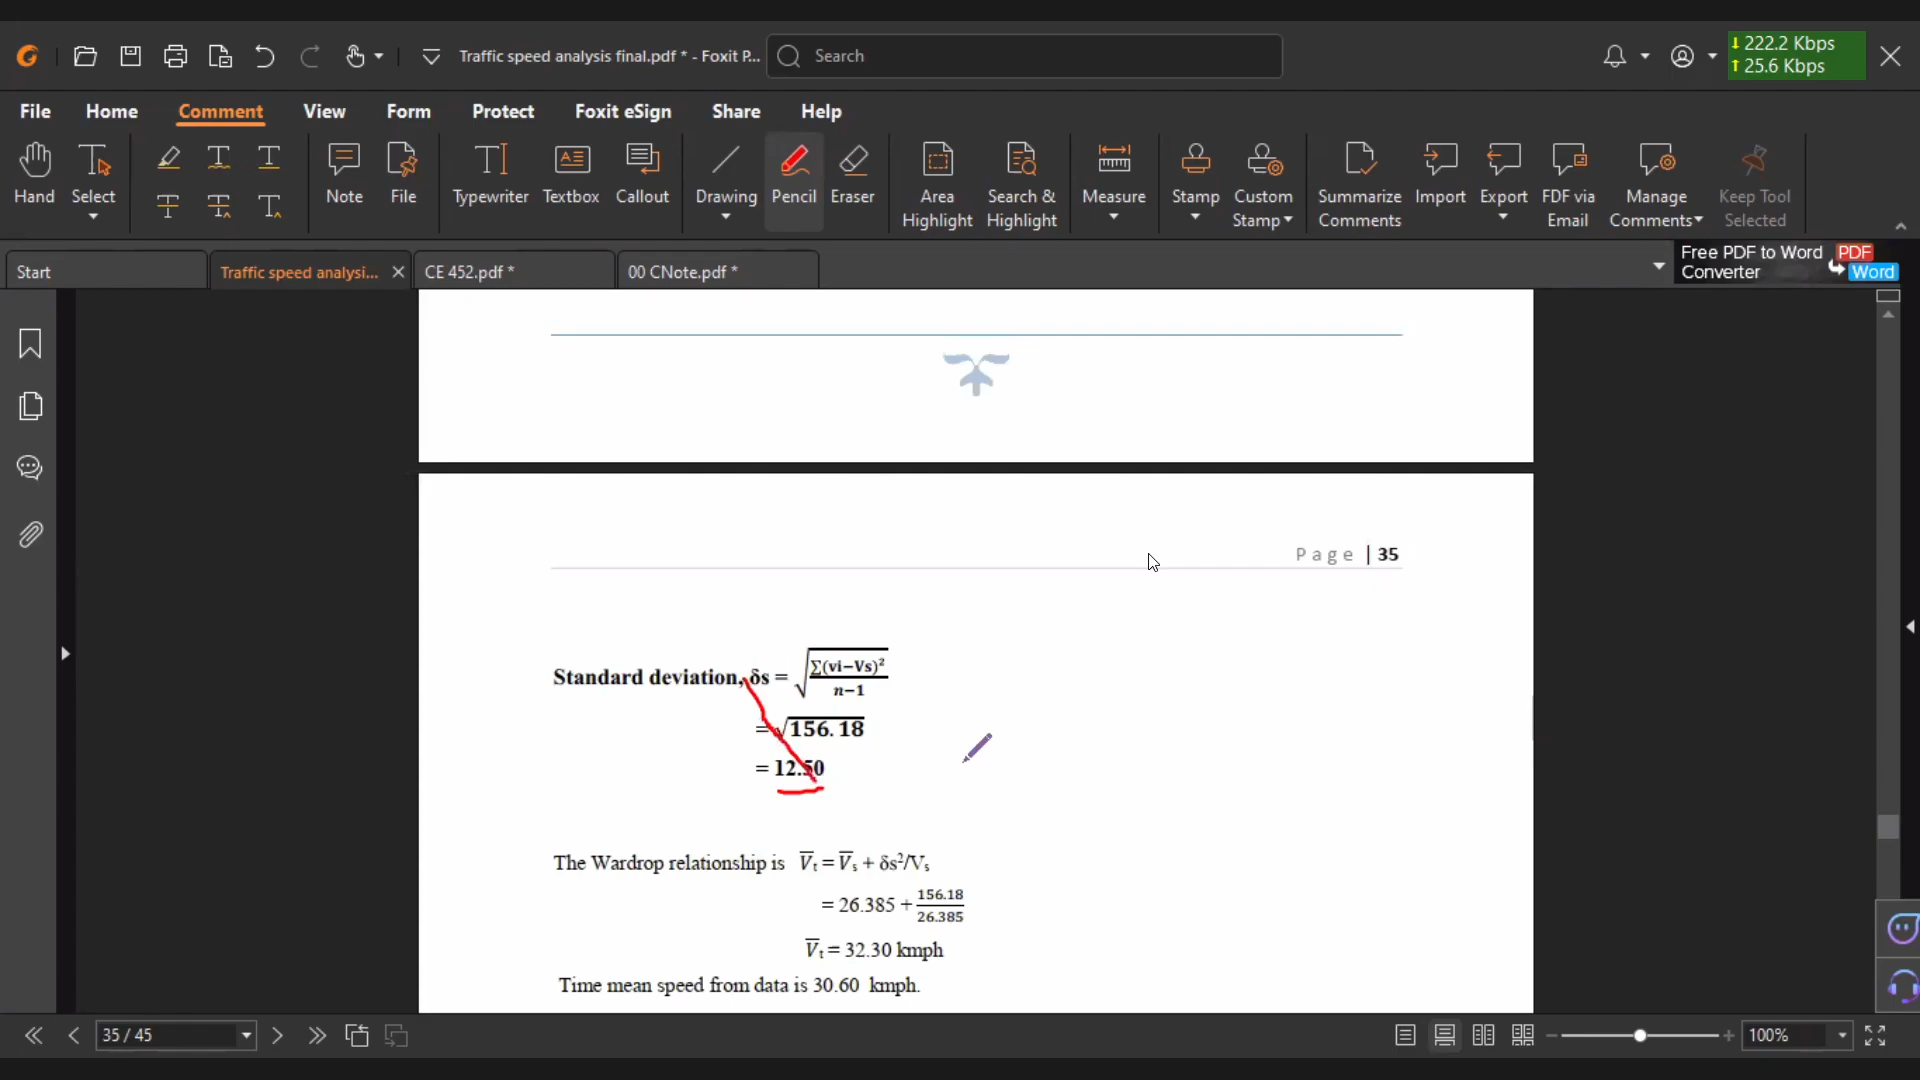 Traffic speed analysis final.pdf * - Foxit P...
Search
222.2 Kbps
25.6 Kbps
File Home Comment View Form Protect Foxit eSign Share Help
Hand Select Note File Typewriter Textbox Callout Drawing Pencil Eraser Area Highlight Search & Highlight Measure Stamp Custom Stamp Summarize Comments Import Export FDF via Email Manage Comments Keep Tool Selected
Start Traffic speed analysi... CE 452.pdf * 00 CNote.pdf *
Free PDF to Word Converter PDF Word
Page | 35
Standard deviation, δs = √(∑(vi−Vs)²/(n−1))
= √156.18
= 12.50
The Wardrop relationship is V̅t = V̅s + δs²/Vs
= 26.385 + 156.18/26.385
V̅t = 32.30 kmph
Time mean speed from data is 30.60 kmph.
35 / 45
100%